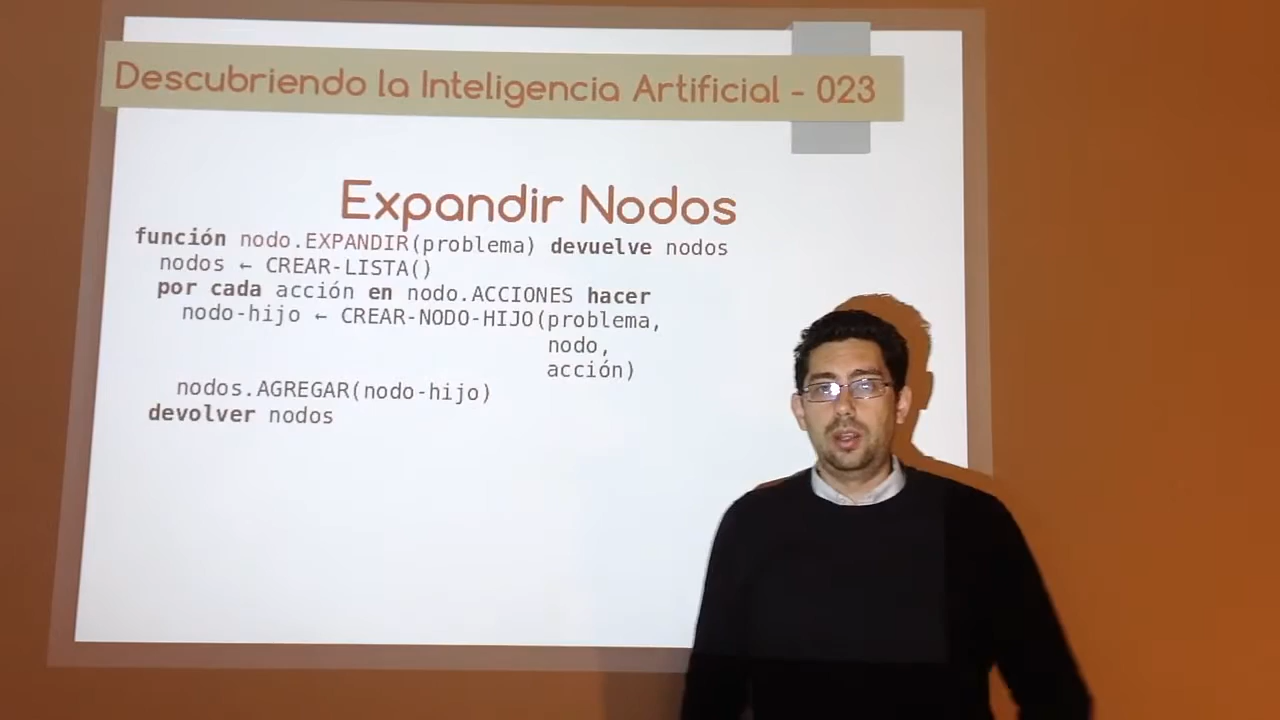 Descubriendo la Inteligencia Artificial - 023
Expandir Nodos
función nodo.EXPANDIR(problema) devuelve nodos
nodos ← CREAR-LISTA()
por cada acción en nodo.ACCIONES hacer
nodo-hijo ← CREAR-NODO-HIJO(problema,
nodo,
acción)
nodos.AGREGAR(nodo-hijo)
devolver nodos